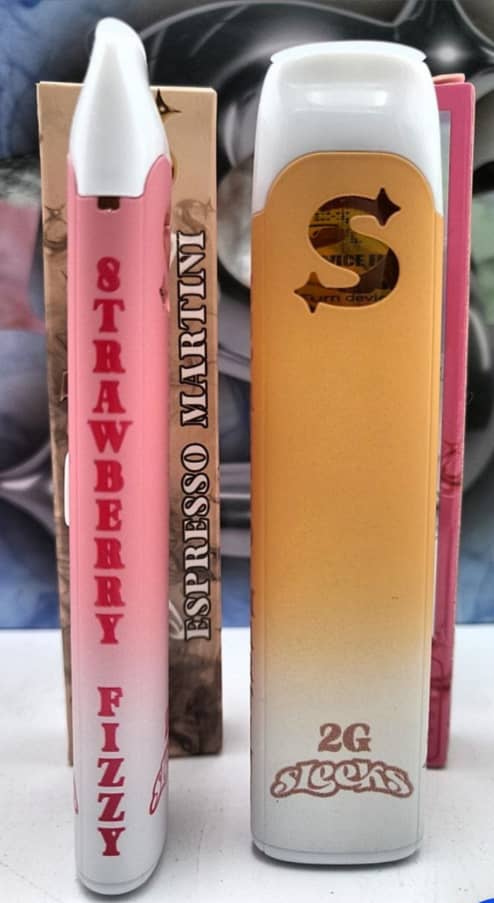 STRAWBERRY FIZZY
ESPRESSO MARTINI
S
2G
sleeks